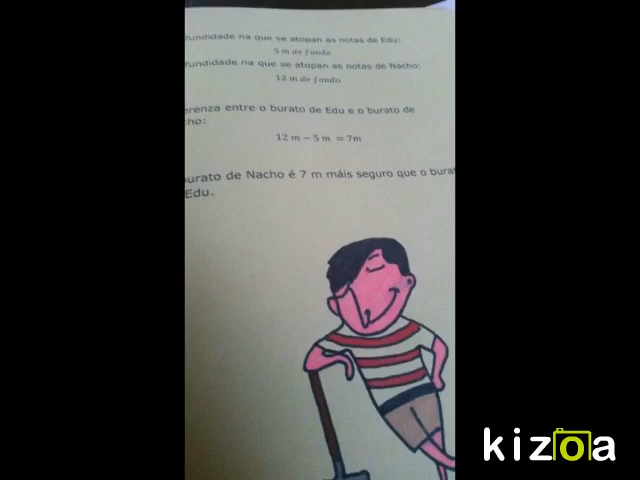 fundidade na que se atopan as notas de Edu:
5 m de fondo
fundidade na que se atopan as notas de Nacho:
12 m de fondo
erenza entre o burato de Edu e o burato de
cho:
12 m − 5 m = 7m
burato de Nacho é 7 m máis seguro que o burat
Edu.
kizoa